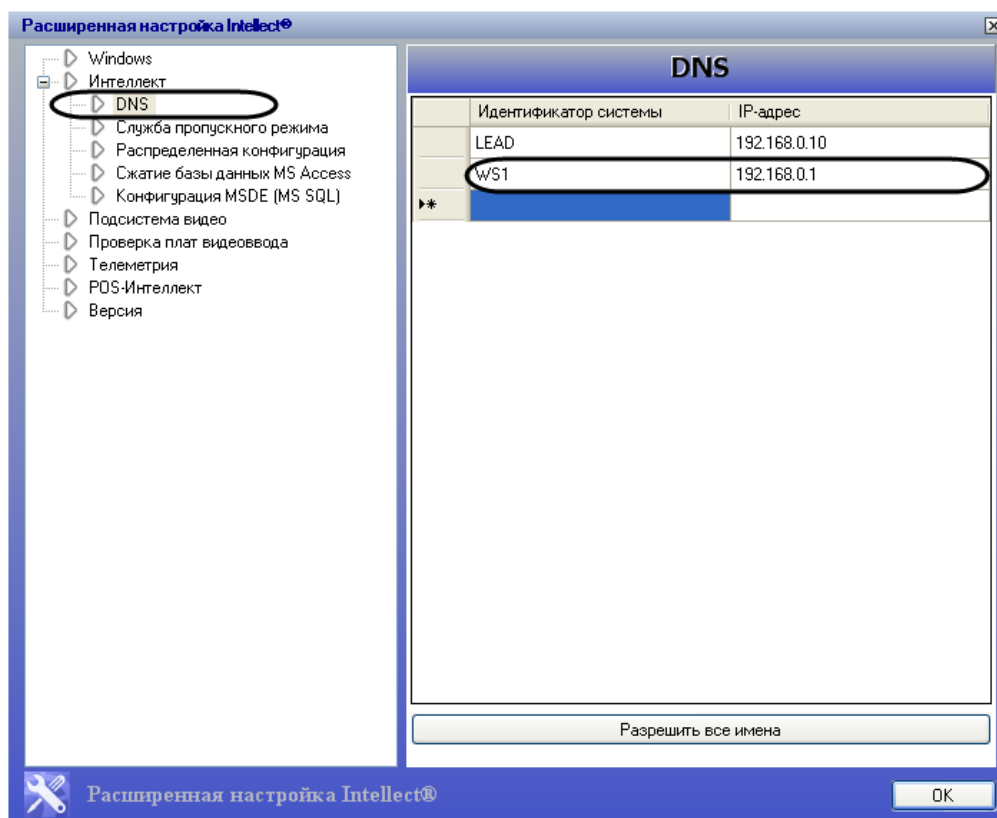 Расширенная настройка Intellect®
Windows
Интеллект
DNS
Служба пропускного режима
Распределенная конфигурация
Сжатие базы данных MS Access
Конфигурация MSDE (MS SQL)
Подсистема видео
Проверка плат видеоввода
Телеметрия
POS-Интеллект
Версия
DNS
Идентификатор системы IP-адрес
LEAD 192.168.0.10
WS1 192.168.0.1
Разрешить все имена
Расширенная настройка Intellect®
OK